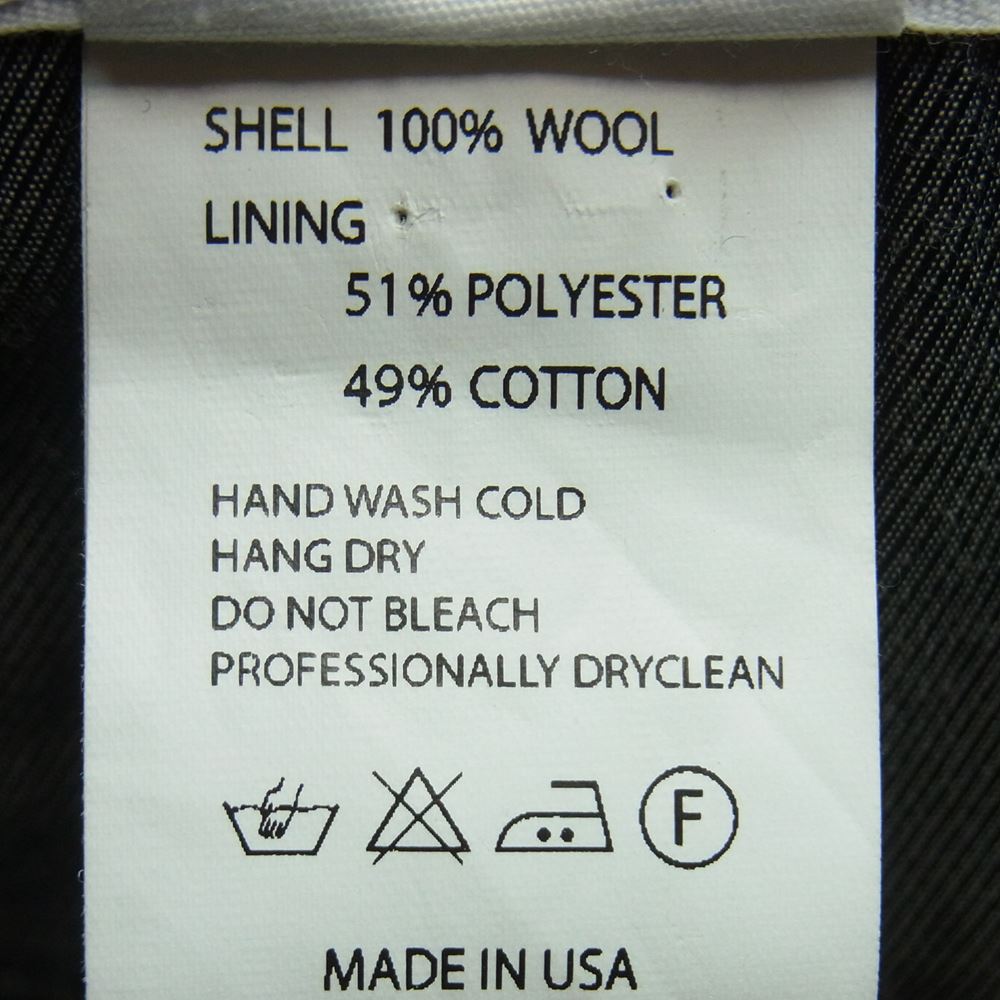 SHELL 100% WOOL
LINING
51% POLYESTER
49% COTTON
HAND WASH COLD
HANG DRY
DO NOT BLEACH
PROFESSIONALLY DRYCLEAN
F
MADE IN USA